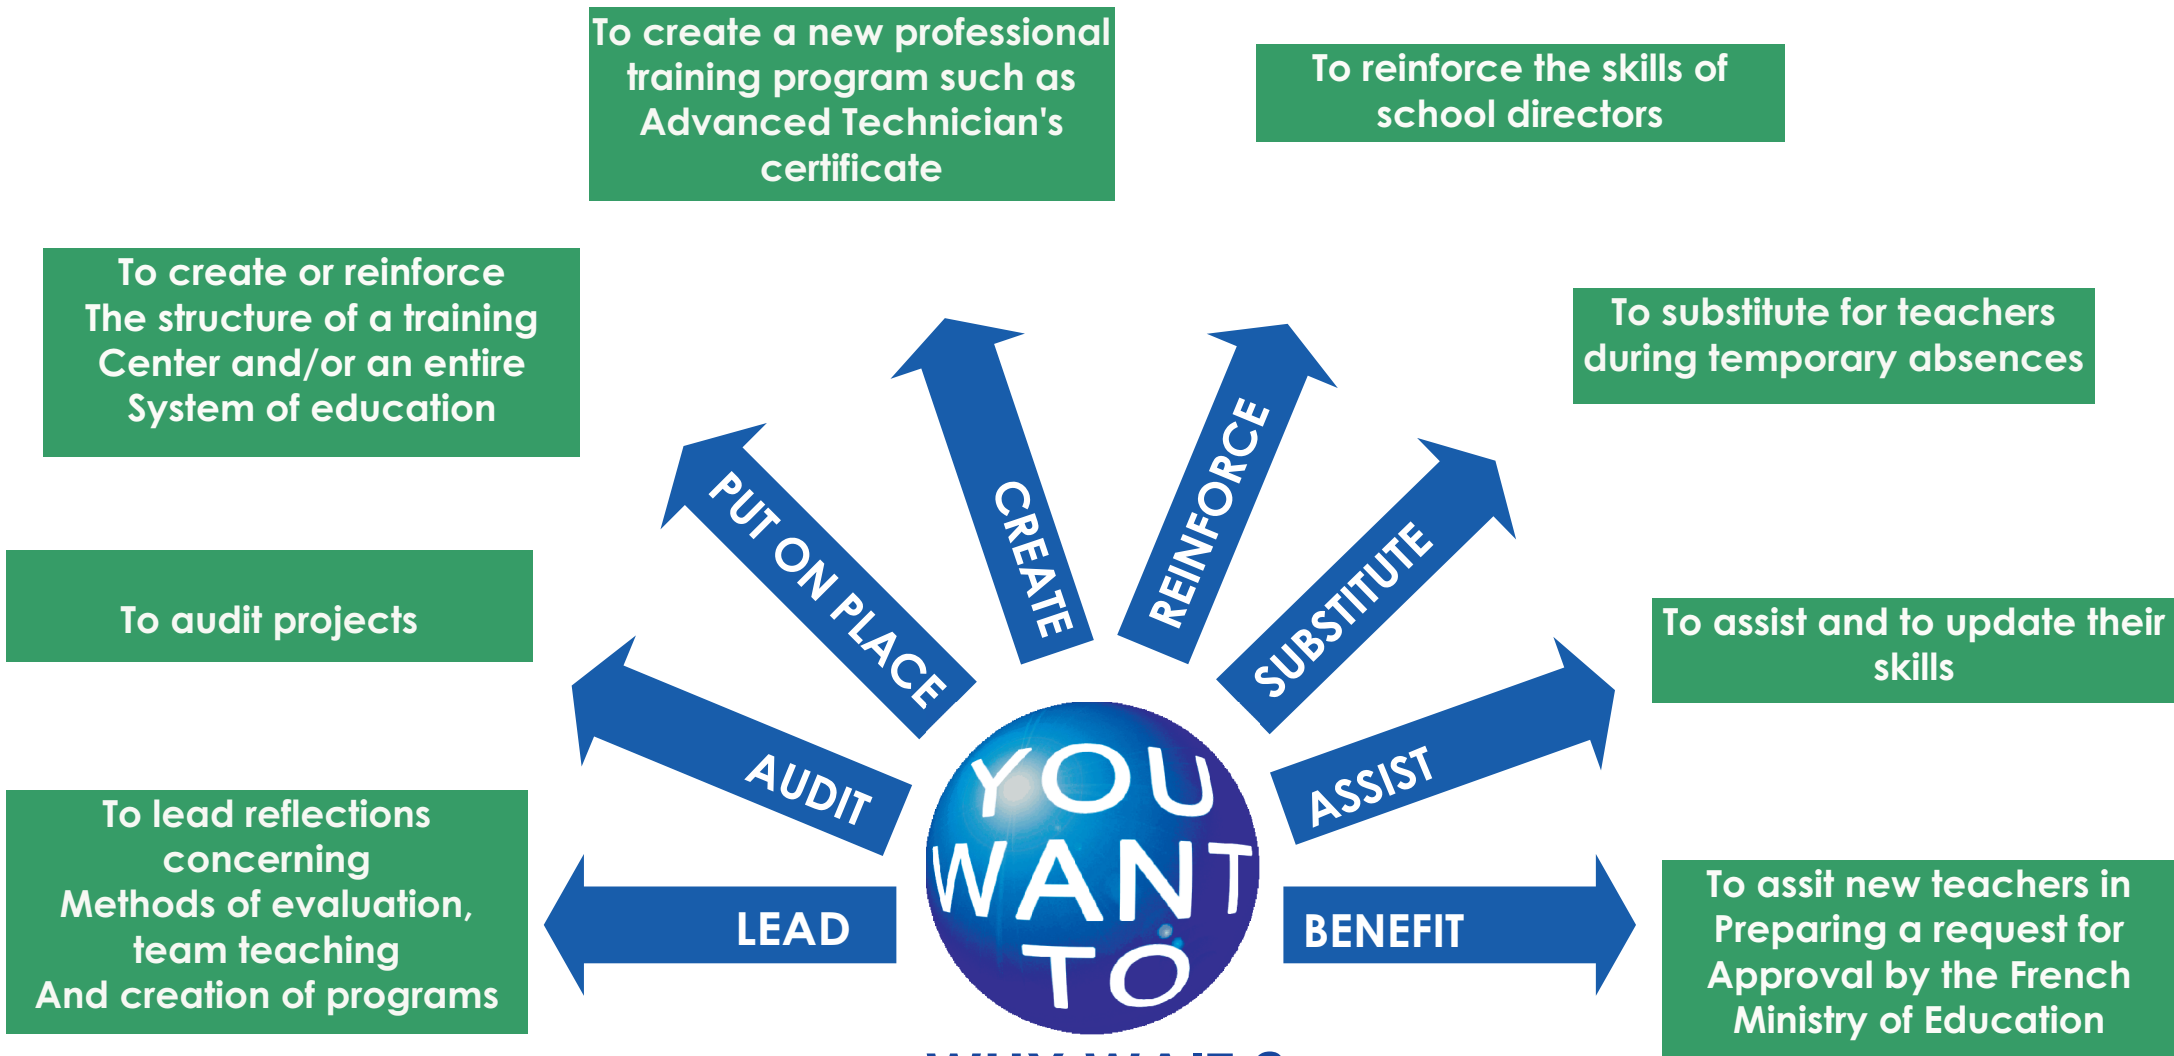 To create a new professional
training program such as
Advanced Technician's
certificate
To reinforce the skills of
school directors
To create or reinforce
The structure of a training
Center and/or an entire
System of education
To substitute for teachers
during temporary absences
To audit projects
To assist and to update their
skills
To lead reflections
concerning
Methods of evaluation,
team teaching
And creation of programs
To assit new teachers in
Preparing a request for
Approval by the French
Ministry of Education
LEAD
AUDIT
PUT ON PLACE
CREATE
REINFORCE
SUBSTITUTE
ASSIST
BENEFIT
YOU
WANT
TO
WHY WAIT ?